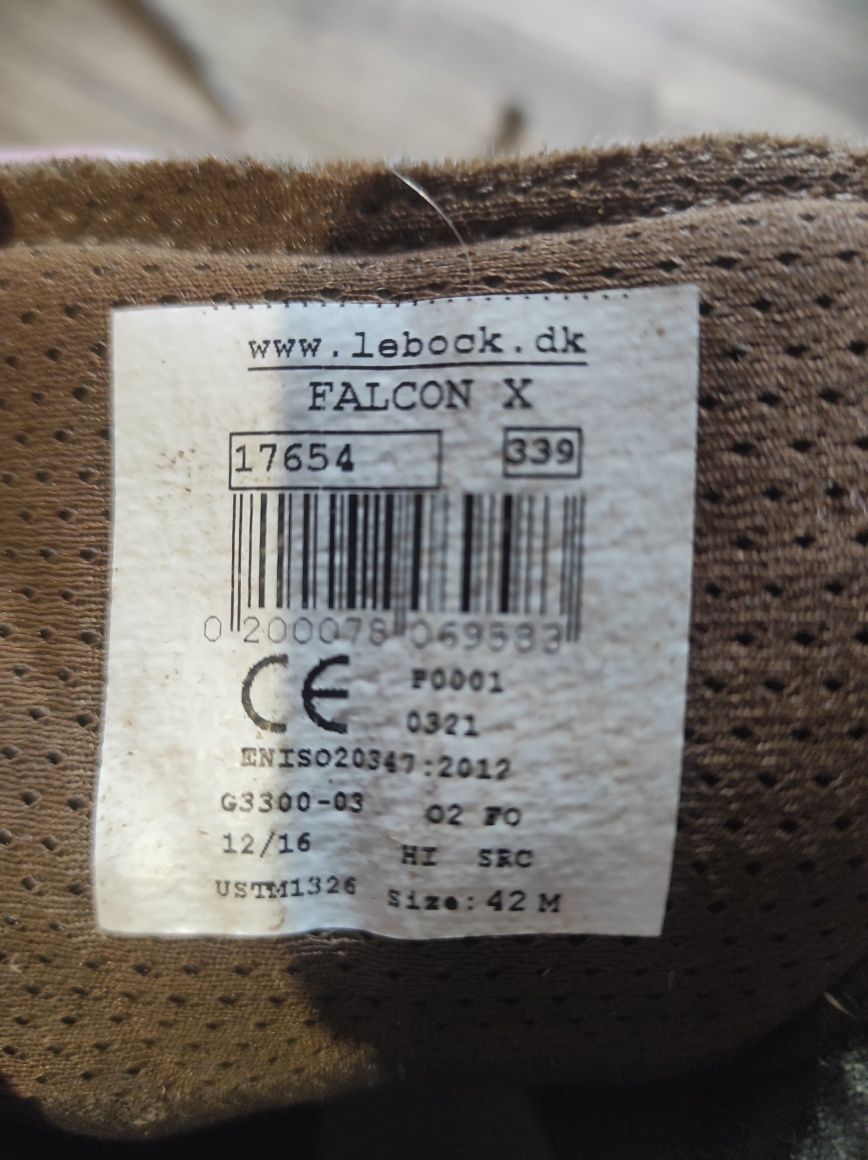 www.lebock.dk
FALCON X
17654 339
0 200078 069583
CE P0001
0321
ENISO20347:2012
G3300-03 O2 FO
12/16 HI SRC
USTM1326 Size: 42 M